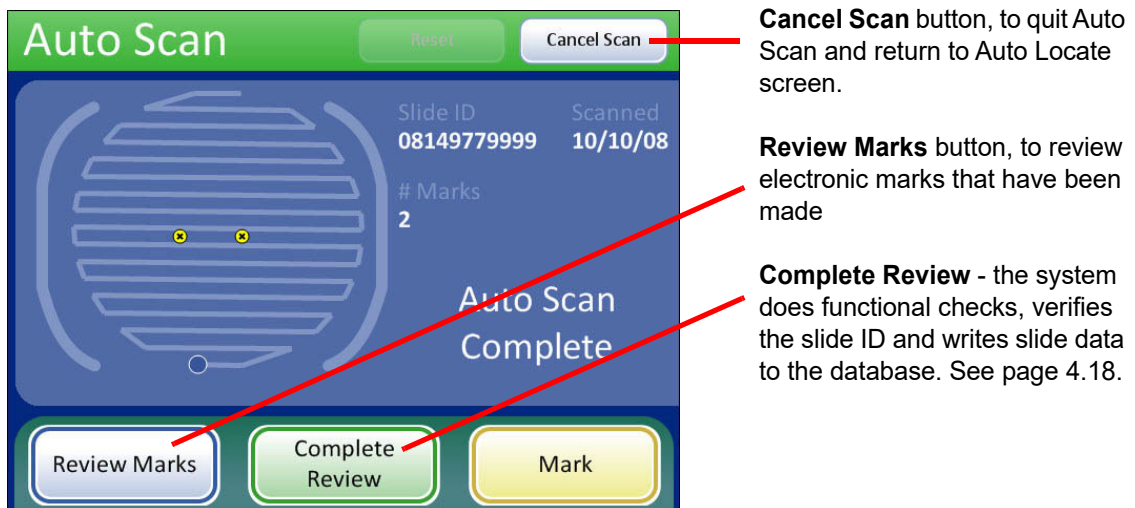 Auto Scan
Reset
Cancel Scan
Slide ID
Scanned
08149779999
10/10/08
# Marks
2
Auto Scan
Complete
Review Marks
Complete
Review
Mark
Cancel Scan button, to quit Auto
Scan and return to Auto Locate
screen.
Review Marks button, to review
electronic marks that have been
made
Complete Review - the system
does functional checks, verifies
the slide ID and writes slide data
to the database. See page 4.18.